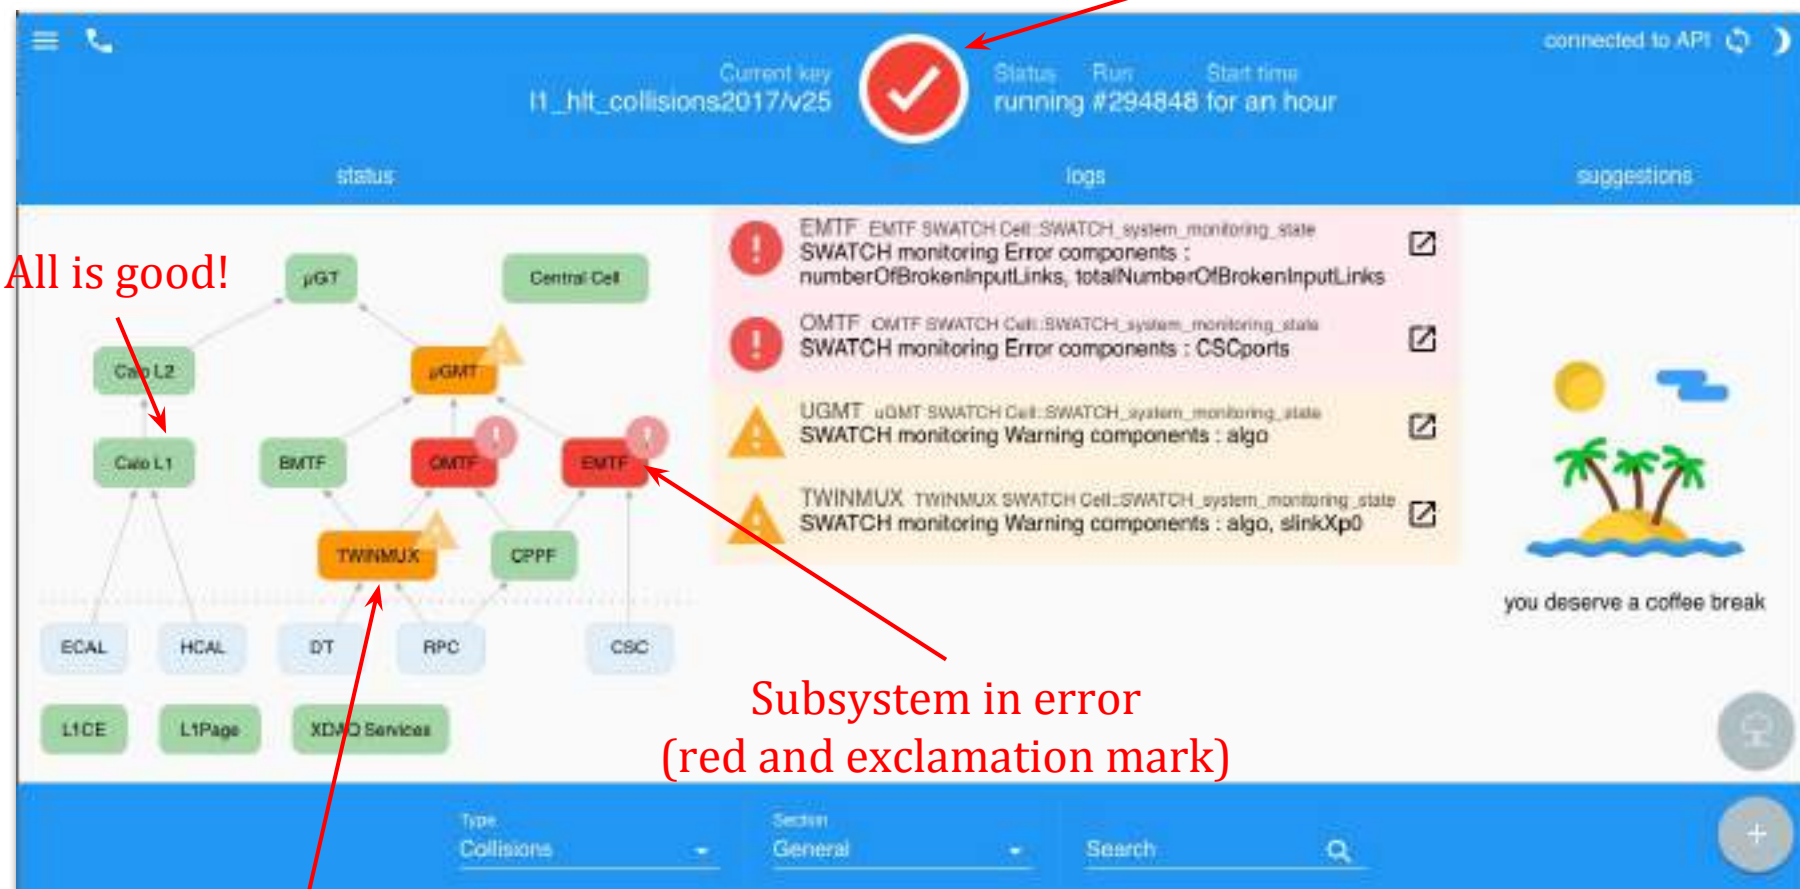 connected to API
Current key
l1_hlt_collisions2017/v25
Status Run Start time
running #294848 for an hour
status
logs
suggestions
All is good!
µGT
Central Cell
Calo L2
µGMT
Calo L1
BMTF
OMTF
EMTF
TWINMUX
CPPF
ECAL
HCAL
DT
RPC
CSC
L1CE
L1Page
XDAQ Services
EMTF EMTF SWATCH Cell::SWATCH_system_monitoring_state
SWATCH monitoring Error components :
numberOfBrokenInputLinks, totalNumberOfBrokenInputLinks
OMTF OMTF SWATCH Cell::SWATCH_system_monitoring_state
SWATCH monitoring Error components : CSCports
UGMT uGMT SWATCH Cell::SWATCH_system_monitoring_state
SWATCH monitoring Warning components : algo
TWINMUX TWINMUX SWATCH Cell::SWATCH_system_monitoring_state
SWATCH monitoring Warning components : algo, slinkXp0
you deserve a coffee break
Subsystem in error
(red and exclamation mark)
Type
Collisions
Section
General
Search